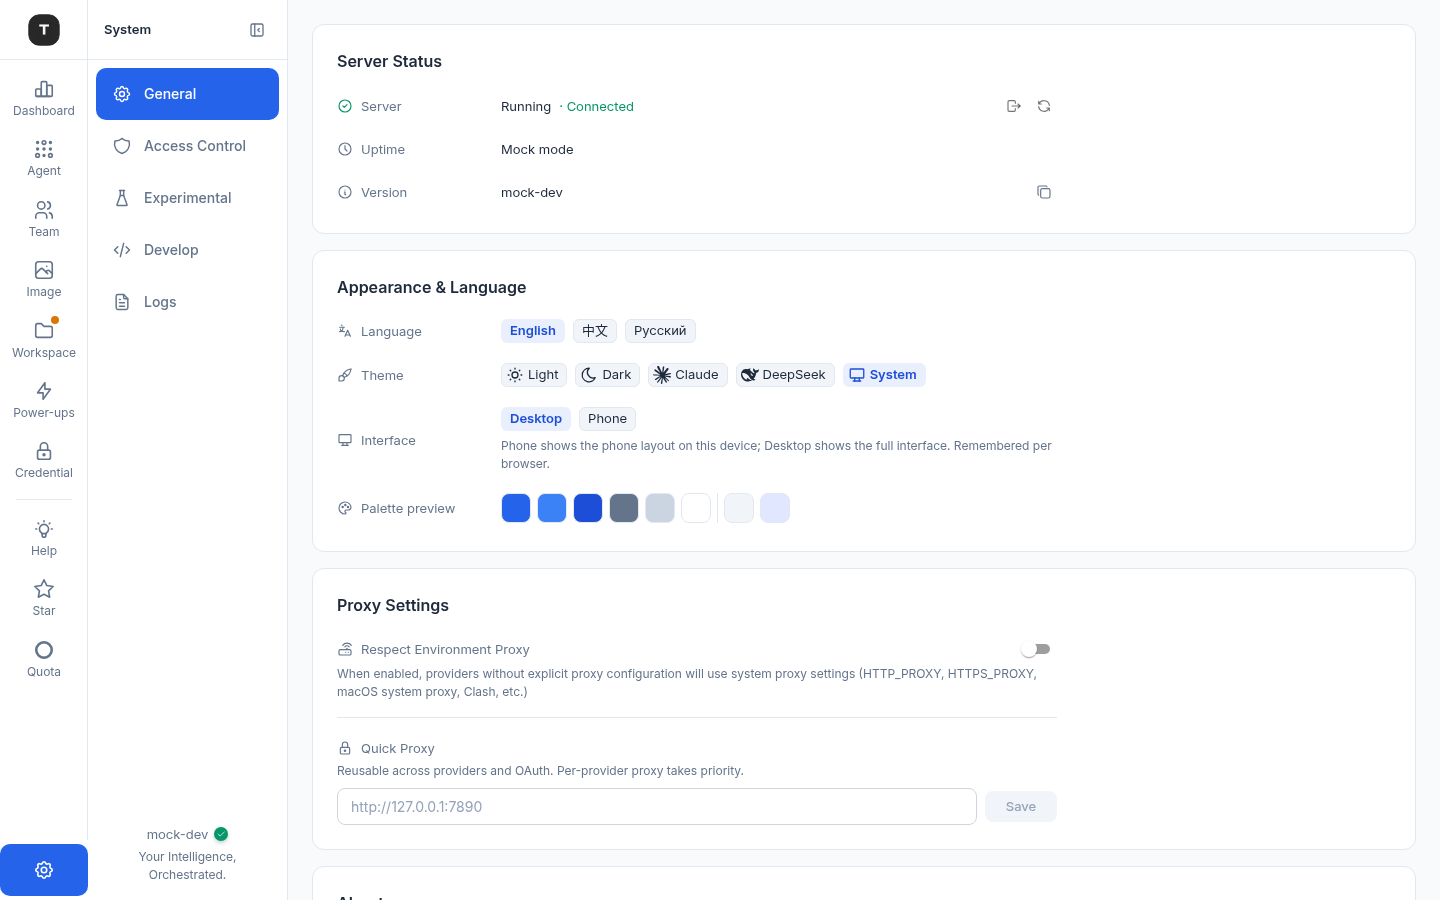 T
System
Dashboard
Agent
Team
Image
Workspace
Power-ups
Credential
Help
Star
Quota
General
Access Control
Experimental
Develop
Logs
mock-dev
Your Intelligence,
Orchestrated.
Server Status
Server Running · Connected
Uptime Mock mode
Version mock-dev
Appearance & Language
Language English 中文 Русский
Theme Light Dark Claude DeepSeek System
Interface Desktop Phone
Phone shows the phone layout on this device; Desktop shows the full interface. Remembered per
browser.
Palette preview
Proxy Settings
Respect Environment Proxy
When enabled, providers without explicit proxy configuration will use system proxy settings (HTTP_PROXY, HTTPS_PROXY,
macOS system proxy, Clash, etc.)
Quick Proxy
Reusable across providers and OAuth. Per-provider proxy takes priority.
http://127.0.0.1:7890 Save